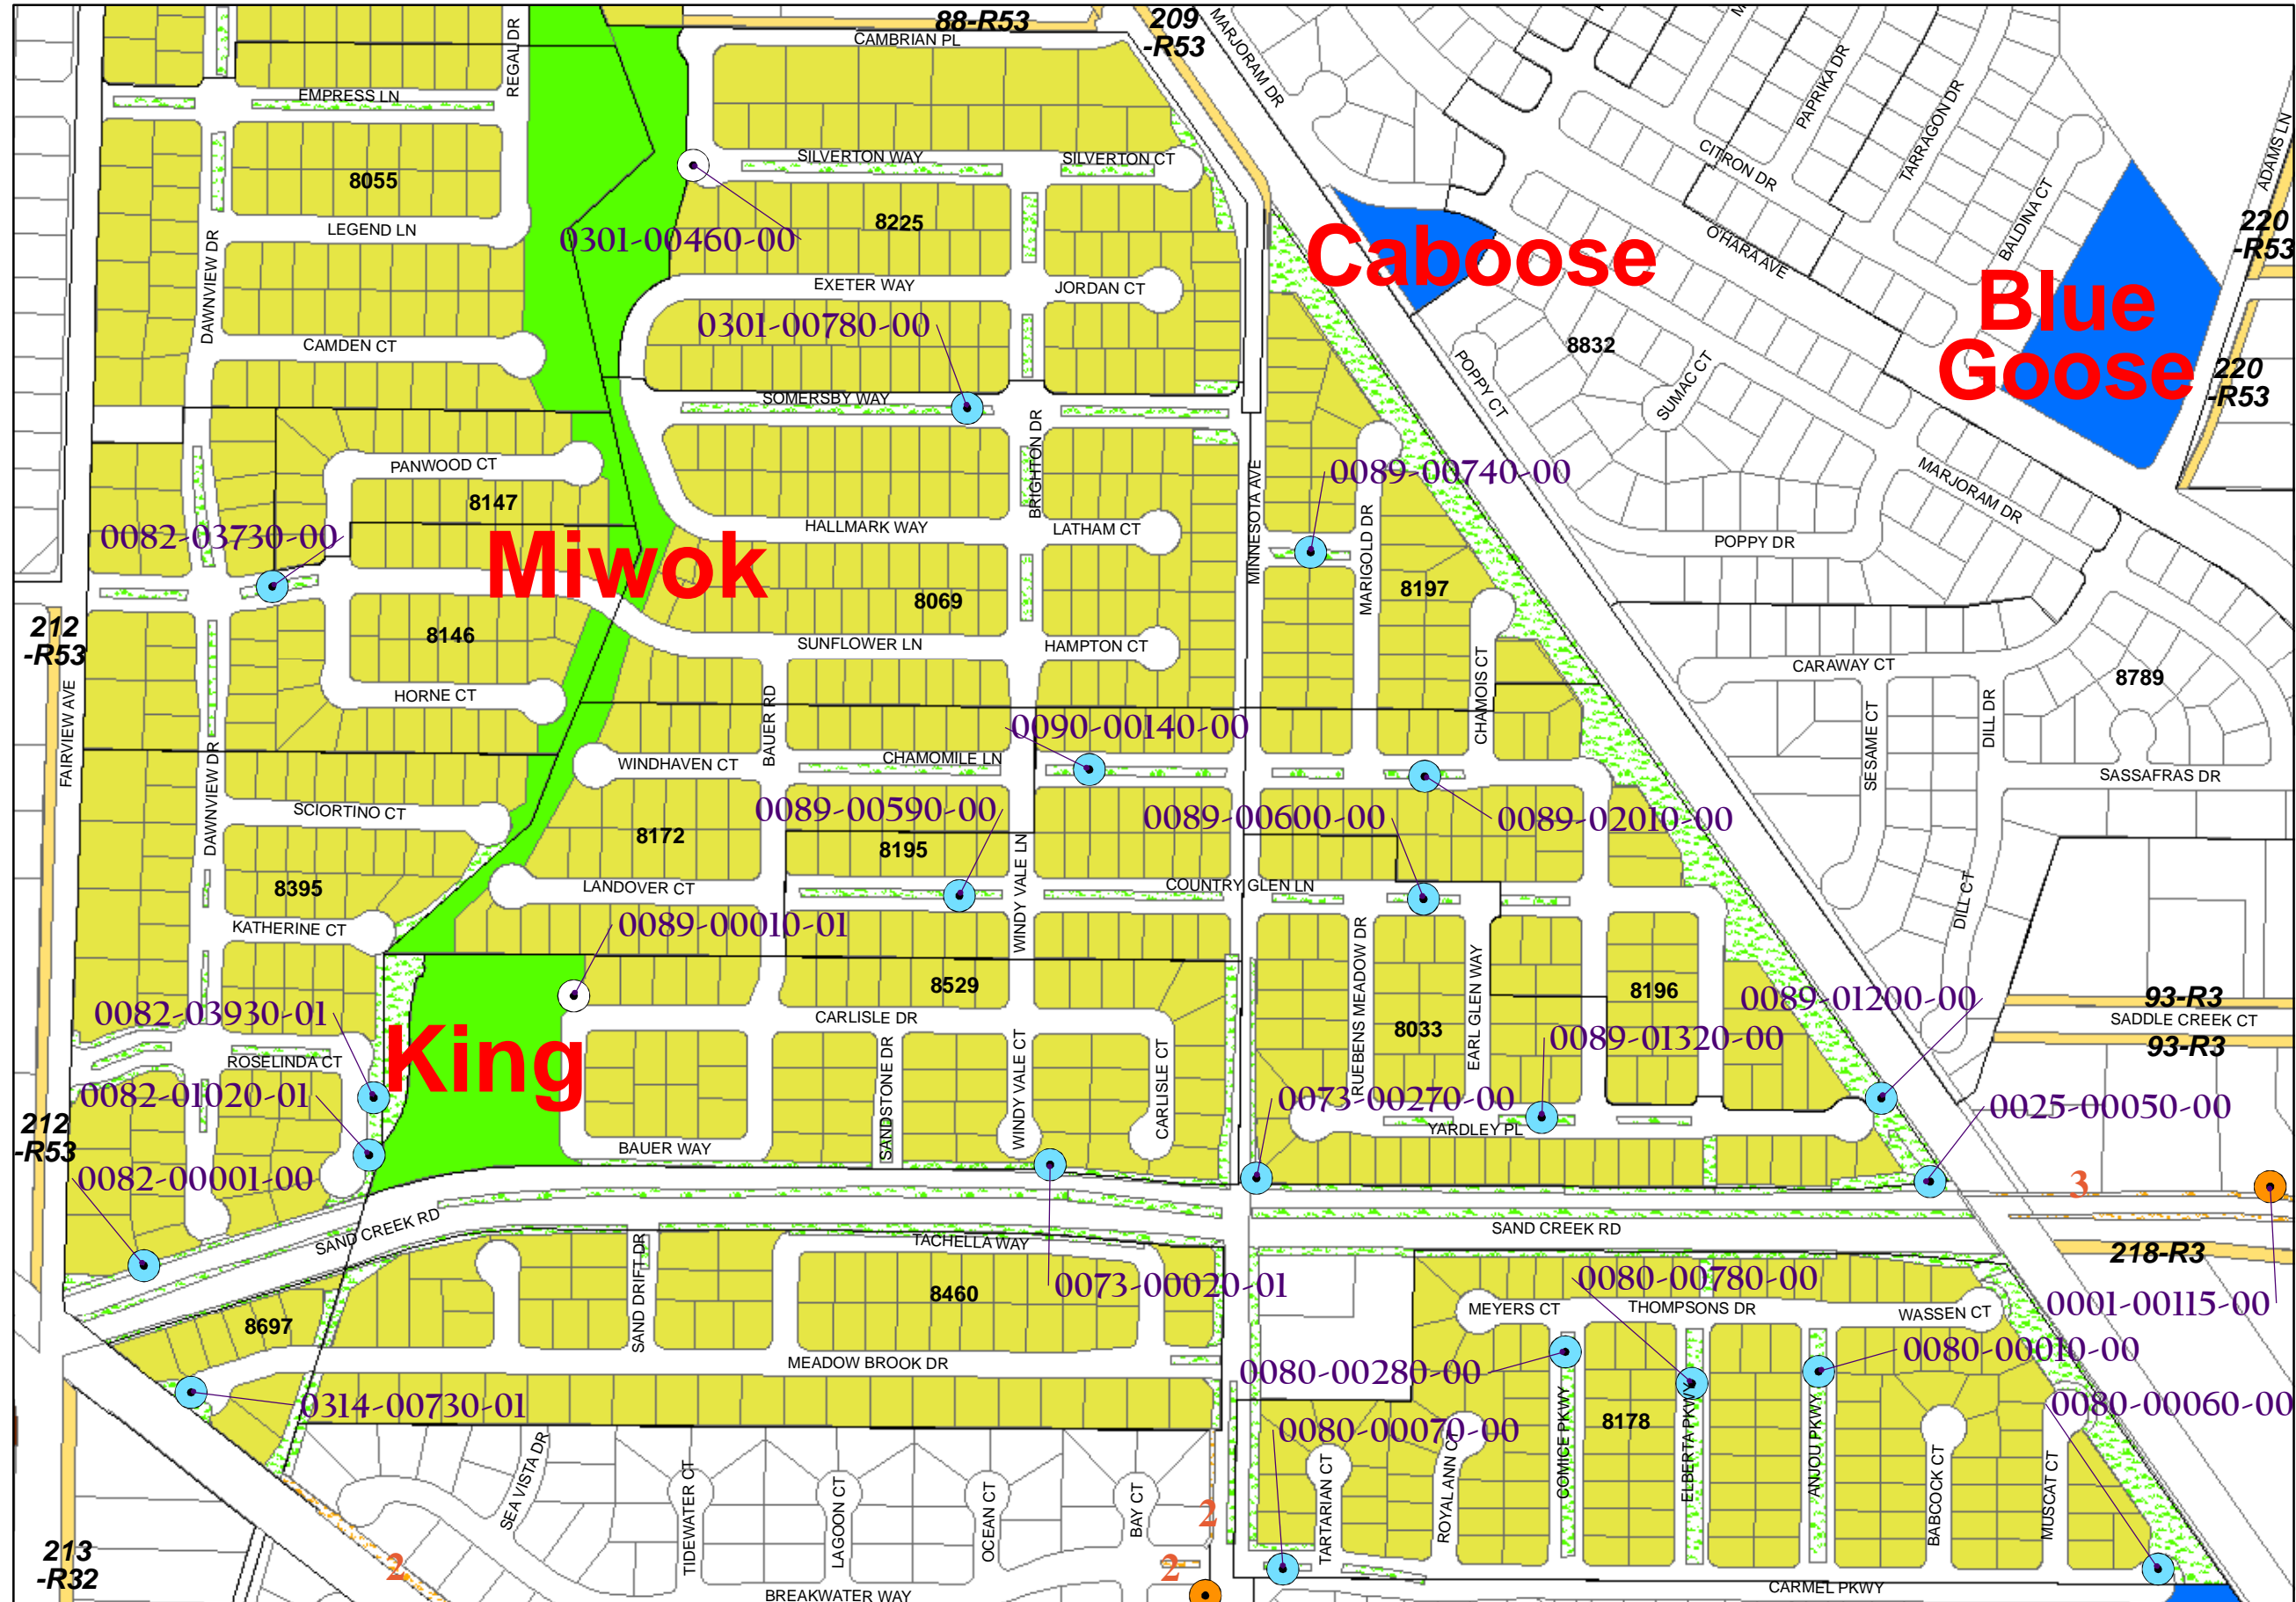 88-R53
209
-R53
CAMBRIAN PL
MARJORAM DR
REGAL DR
EMPRESS LN
PAPRIKA DR
TARRAGON DR
CITRON DR
ADAMS LN
SILVERTON WAY
SILVERTON CT
8055
8225
LEGEND LN
DAWNVIEW DR
0301-00460-00
Caboose
O'HARA AVE
BALDINA CT
220
-R53
EXETER WAY
JORDAN CT
Blue
Goose
0301-00780-00
CAMDEN CT
8832
POPPY CT
SUMAC CT
220
-R53
SOMERSBY WAY
BRIGHTON DR
PANWOOD CT
8147
MINNESOTA AVE
0089-00740-00
MARJORAM DR
0082-03730-00
Miwok
HALLMARK WAY
LATHAM CT
MARIGOLD DR
POPPY DR
8197
8069
212
-R53
8146
SUNFLOWER LN
HAMPTON CT
CARAWAY CT
8789
HORNE CT
FAIRVIEW AVE
BAUER RD
CHAMOIS CT
SESAME CT
DILL DR
0090-00140-00
DAWNVIEW DR
WINDHAVEN CT
CHAMOMILE LN
SASSAFRAS DR
SCIORTINO CT
0089-00590-00
0089-00600-00
0089-02010-00
8172
8195
WINDY VALE LN
8395
LANDOVER CT
COUNTRY GLEN LN
DILL CT
KATHERINE CT
0089-00010-01
RUEBENS MEADOW DR
EARL GLEN WAY
8529
8196
0089-01200-00
93-R3
0082-03930-01
CARLISLE DR
8033
SADDLE CREEK CT
King
0089-01320-00
93-R3
ROSELINDA CT
SANDSTONE DR
WINDY VALE CT
CARLISLE CT
0082-01020-01
0073-00270-00
0025-00050-00
212
-R53
YARDLEY PL
BAUER WAY
0082-00001-00
3
SAND CREEK RD
SAND CREEK RD
TACHELLA WAY
218-R3
SAND DRIFT DR
0073-00020-01
0080-00780-00
8460
MEYERS CT
THOMPSONS DR
WASSEN CT
0001-00115-00
8697
MEADOW BROOK DR
0080-00280-00
0080-00010-00
0314-00730-01
0080-00060-00
COMICE PKWY
ELBERTA PKWY
ANJOU PKWY
8178
0080-00070-00
SEA VISTA DR
TIDEWATER CT
LAGOON CT
OCEAN CT
BAY CT
TARTARIAN CT
ROYAL ANN CT
BABCOCK CT
MUSCAT CT
2
213
-R32
2
2
BREAKWATER WAY
CARMEL PKWY